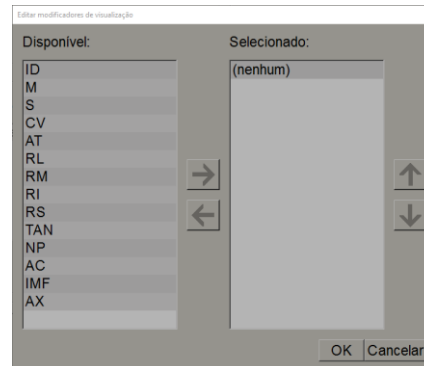 Editar modificadores de visualização
Disponível:
Selecionado:
ID
M
S
CV
AT
RL
RM
RI
RS
TAN
NP
AC
IMF
AX
(nenhum)
OK
Cancelar